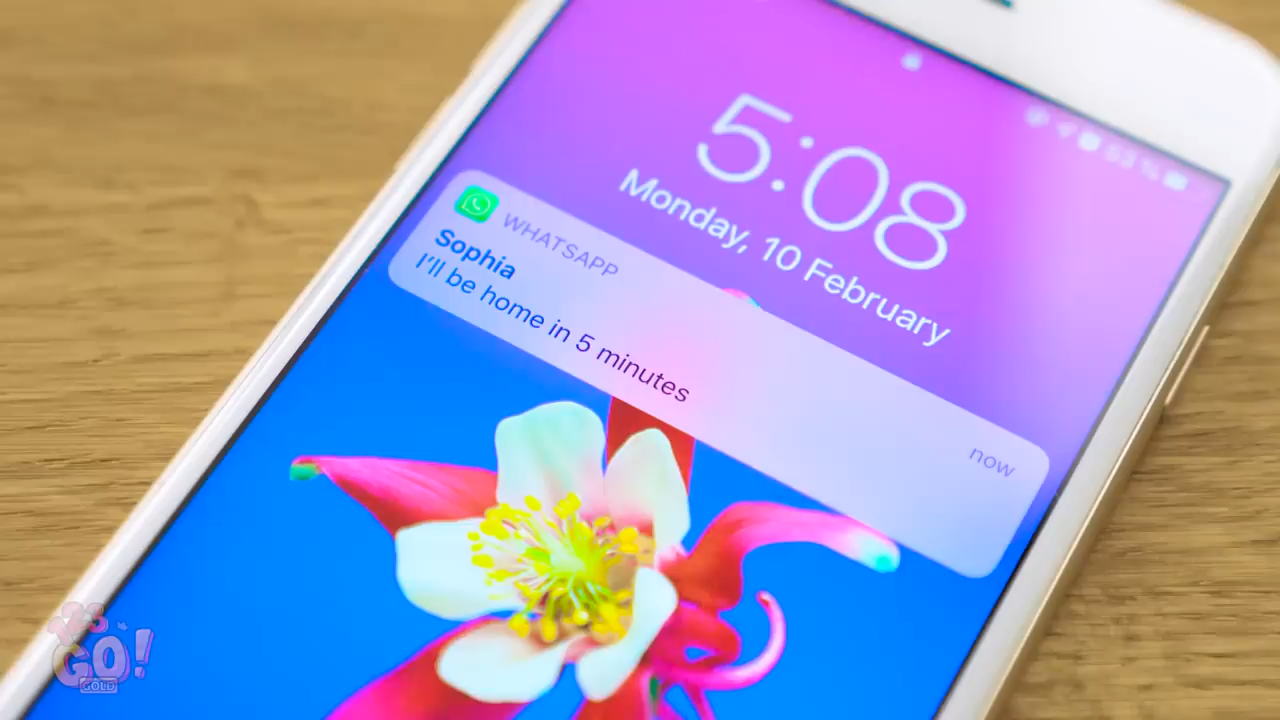 5:08
Monday, 10 February
WHATSAPP
Sophia
I'll be home in 5 minutes
now
GO!
GOLD